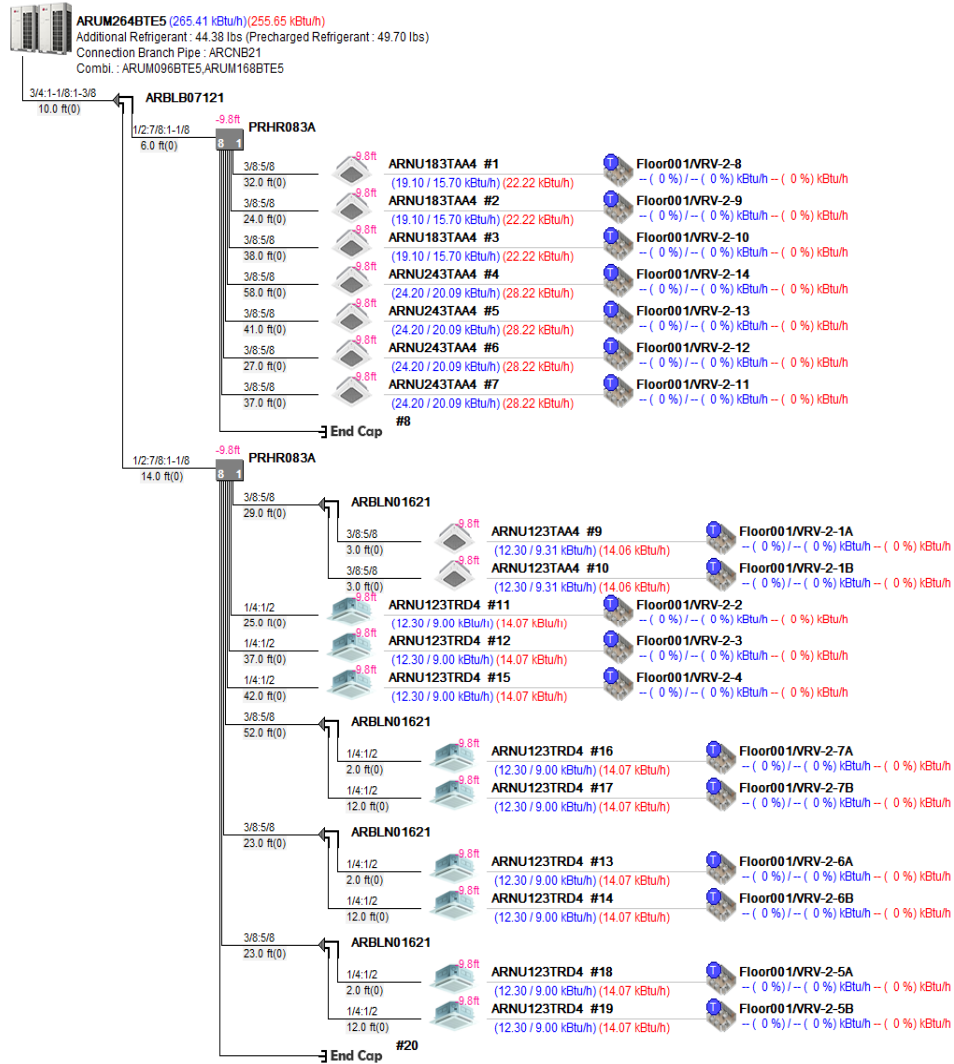 ARUM264BTE5 (265.41 kBtu/h)(255.65 kBtu/h)
Additional Refrigerant : 44.38 lbs (Precharged Refrigerant : 49.70 lbs)
Connection Branch Pipe : ARCNB21
Combi. : ARUM096BTE5,ARUM168BTE5
3/4:1-1/8:1-3/8
10.0 ft(0)
ARBLB07121
1/2:7/8:1-1/8
6.0 ft(0)
-9.8ft
PRHR083A
8 1
3/8:5/8
32.0 ft(0)
-9.8ft
ARNU183TAA4 #1
(19.10 / 15.70 kBtu/h) (22.22 kBtu/h)
T
Floor001/VRV-2-8
-- ( 0 %) / -- ( 0 %) kBtu/h -- ( 0 %) kBtu/h
3/8:5/8
24.0 ft(0)
-9.8ft
ARNU183TAA4 #2
(19.10 / 15.70 kBtu/h) (22.22 kBtu/h)
T
Floor001/VRV-2-9
-- ( 0 %) / -- ( 0 %) kBtu/h -- ( 0 %) kBtu/h
3/8:5/8
38.0 ft(0)
-9.8ft
ARNU183TAA4 #3
(19.10 / 15.70 kBtu/h) (22.22 kBtu/h)
T
Floor001/VRV-2-10
-- ( 0 %) / -- ( 0 %) kBtu/h -- ( 0 %) kBtu/h
3/8:5/8
58.0 ft(0)
-9.8ft
ARNU243TAA4 #4
(24.20 / 20.09 kBtu/h) (28.22 kBtu/h)
T
Floor001/VRV-2-14
-- ( 0 %) / -- ( 0 %) kBtu/h -- ( 0 %) kBtu/h
3/8:5/8
41.0 ft(0)
-9.8ft
ARNU243TAA4 #5
(24.20 / 20.09 kBtu/h) (28.22 kBtu/h)
T
Floor001/VRV-2-13
-- ( 0 %) / -- ( 0 %) kBtu/h -- ( 0 %) kBtu/h
3/8:5/8
27.0 ft(0)
-9.8ft
ARNU243TAA4 #6
(24.20 / 20.09 kBtu/h) (28.22 kBtu/h)
T
Floor001/VRV-2-12
-- ( 0 %) / -- ( 0 %) kBtu/h -- ( 0 %) kBtu/h
3/8:5/8
37.0 ft(0)
-9.8ft
ARNU243TAA4 #7
(24.20 / 20.09 kBtu/h) (28.22 kBtu/h)
T
Floor001/VRV-2-11
-- ( 0 %) / -- ( 0 %) kBtu/h -- ( 0 %) kBtu/h
#8
End Cap
1/2:7/8:1-1/8
14.0 ft(0)
-9.8ft
PRHR083A
8 1
3/8:5/8
29.0 ft(0)
ARBLN01621
3/8:5/8
3.0 ft(0)
-9.8ft
ARNU123TAA4 #9
(12.30 / 9.31 kBtu/h) (14.06 kBtu/h)
T
Floor001/VRV-2-1A
-- ( 0 %) / -- ( 0 %) kBtu/h -- ( 0 %) kBtu/h
3/8:5/8
3.0 ft(0)
-9.8ft
ARNU123TAA4 #10
(12.30 / 9.31 kBtu/h) (14.06 kBtu/h)
T
Floor001/VRV-2-1B
-- ( 0 %) / -- ( 0 %) kBtu/h -- ( 0 %) kBtu/h
1/4:1/2
25.0 ft(0)
-9.8ft
ARNU123TRD4 #11
(12.30 / 9.00 kBtu/h) (14.07 kBtu/h)
T
Floor001/VRV-2-2
-- ( 0 %) / -- ( 0 %) kBtu/h -- ( 0 %) kBtu/h
1/4:1/2
37.0 ft(0)
-9.8ft
ARNU123TRD4 #12
(12.30 / 9.00 kBtu/h) (14.07 kBtu/h)
T
Floor001/VRV-2-3
-- ( 0 %) / -- ( 0 %) kBtu/h -- ( 0 %) kBtu/h
1/4:1/2
42.0 ft(0)
-9.8ft
ARNU123TRD4 #15
(12.30 / 9.00 kBtu/h) (14.07 kBtu/h)
T
Floor001/VRV-2-4
-- ( 0 %) / -- ( 0 %) kBtu/h -- ( 0 %) kBtu/h
3/8:5/8
52.0 ft(0)
ARBLN01621
1/4:1/2
2.0 ft(0)
-9.8ft
ARNU123TRD4 #16
(12.30 / 9.00 kBtu/h) (14.07 kBtu/h)
T
Floor001/VRV-2-7A
-- ( 0 %) / -- ( 0 %) kBtu/h -- ( 0 %) kBtu/h
1/4:1/2
12.0 ft(0)
-9.8ft
ARNU123TRD4 #17
(12.30 / 9.00 kBtu/h) (14.07 kBtu/h)
T
Floor001/VRV-2-7B
-- ( 0 %) / -- ( 0 %) kBtu/h -- ( 0 %) kBtu/h
3/8:5/8
23.0 ft(0)
ARBLN01621
1/4:1/2
2.0 ft(0)
-9.8ft
ARNU123TRD4 #13
(12.30 / 9.00 kBtu/h) (14.07 kBtu/h)
T
Floor001/VRV-2-6A
-- ( 0 %) / -- ( 0 %) kBtu/h -- ( 0 %) kBtu/h
1/4:1/2
12.0 ft(0)
-9.8ft
ARNU123TRD4 #14
(12.30 / 9.00 kBtu/h) (14.07 kBtu/h)
T
Floor001/VRV-2-6B
-- ( 0 %) / -- ( 0 %) kBtu/h -- ( 0 %) kBtu/h
3/8:5/8
23.0 ft(0)
ARBLN01621
1/4:1/2
2.0 ft(0)
-9.8ft
ARNU123TRD4 #18
(12.30 / 9.00 kBtu/h) (14.07 kBtu/h)
T
Floor001/VRV-2-5A
-- ( 0 %) / -- ( 0 %) kBtu/h -- ( 0 %) kBtu/h
1/4:1/2
12.0 ft(0)
-9.8ft
ARNU123TRD4 #19
(12.30 / 9.00 kBtu/h) (14.07 kBtu/h)
T
Floor001/VRV-2-5B
-- ( 0 %) / -- ( 0 %) kBtu/h -- ( 0 %) kBtu/h
#20
End Cap